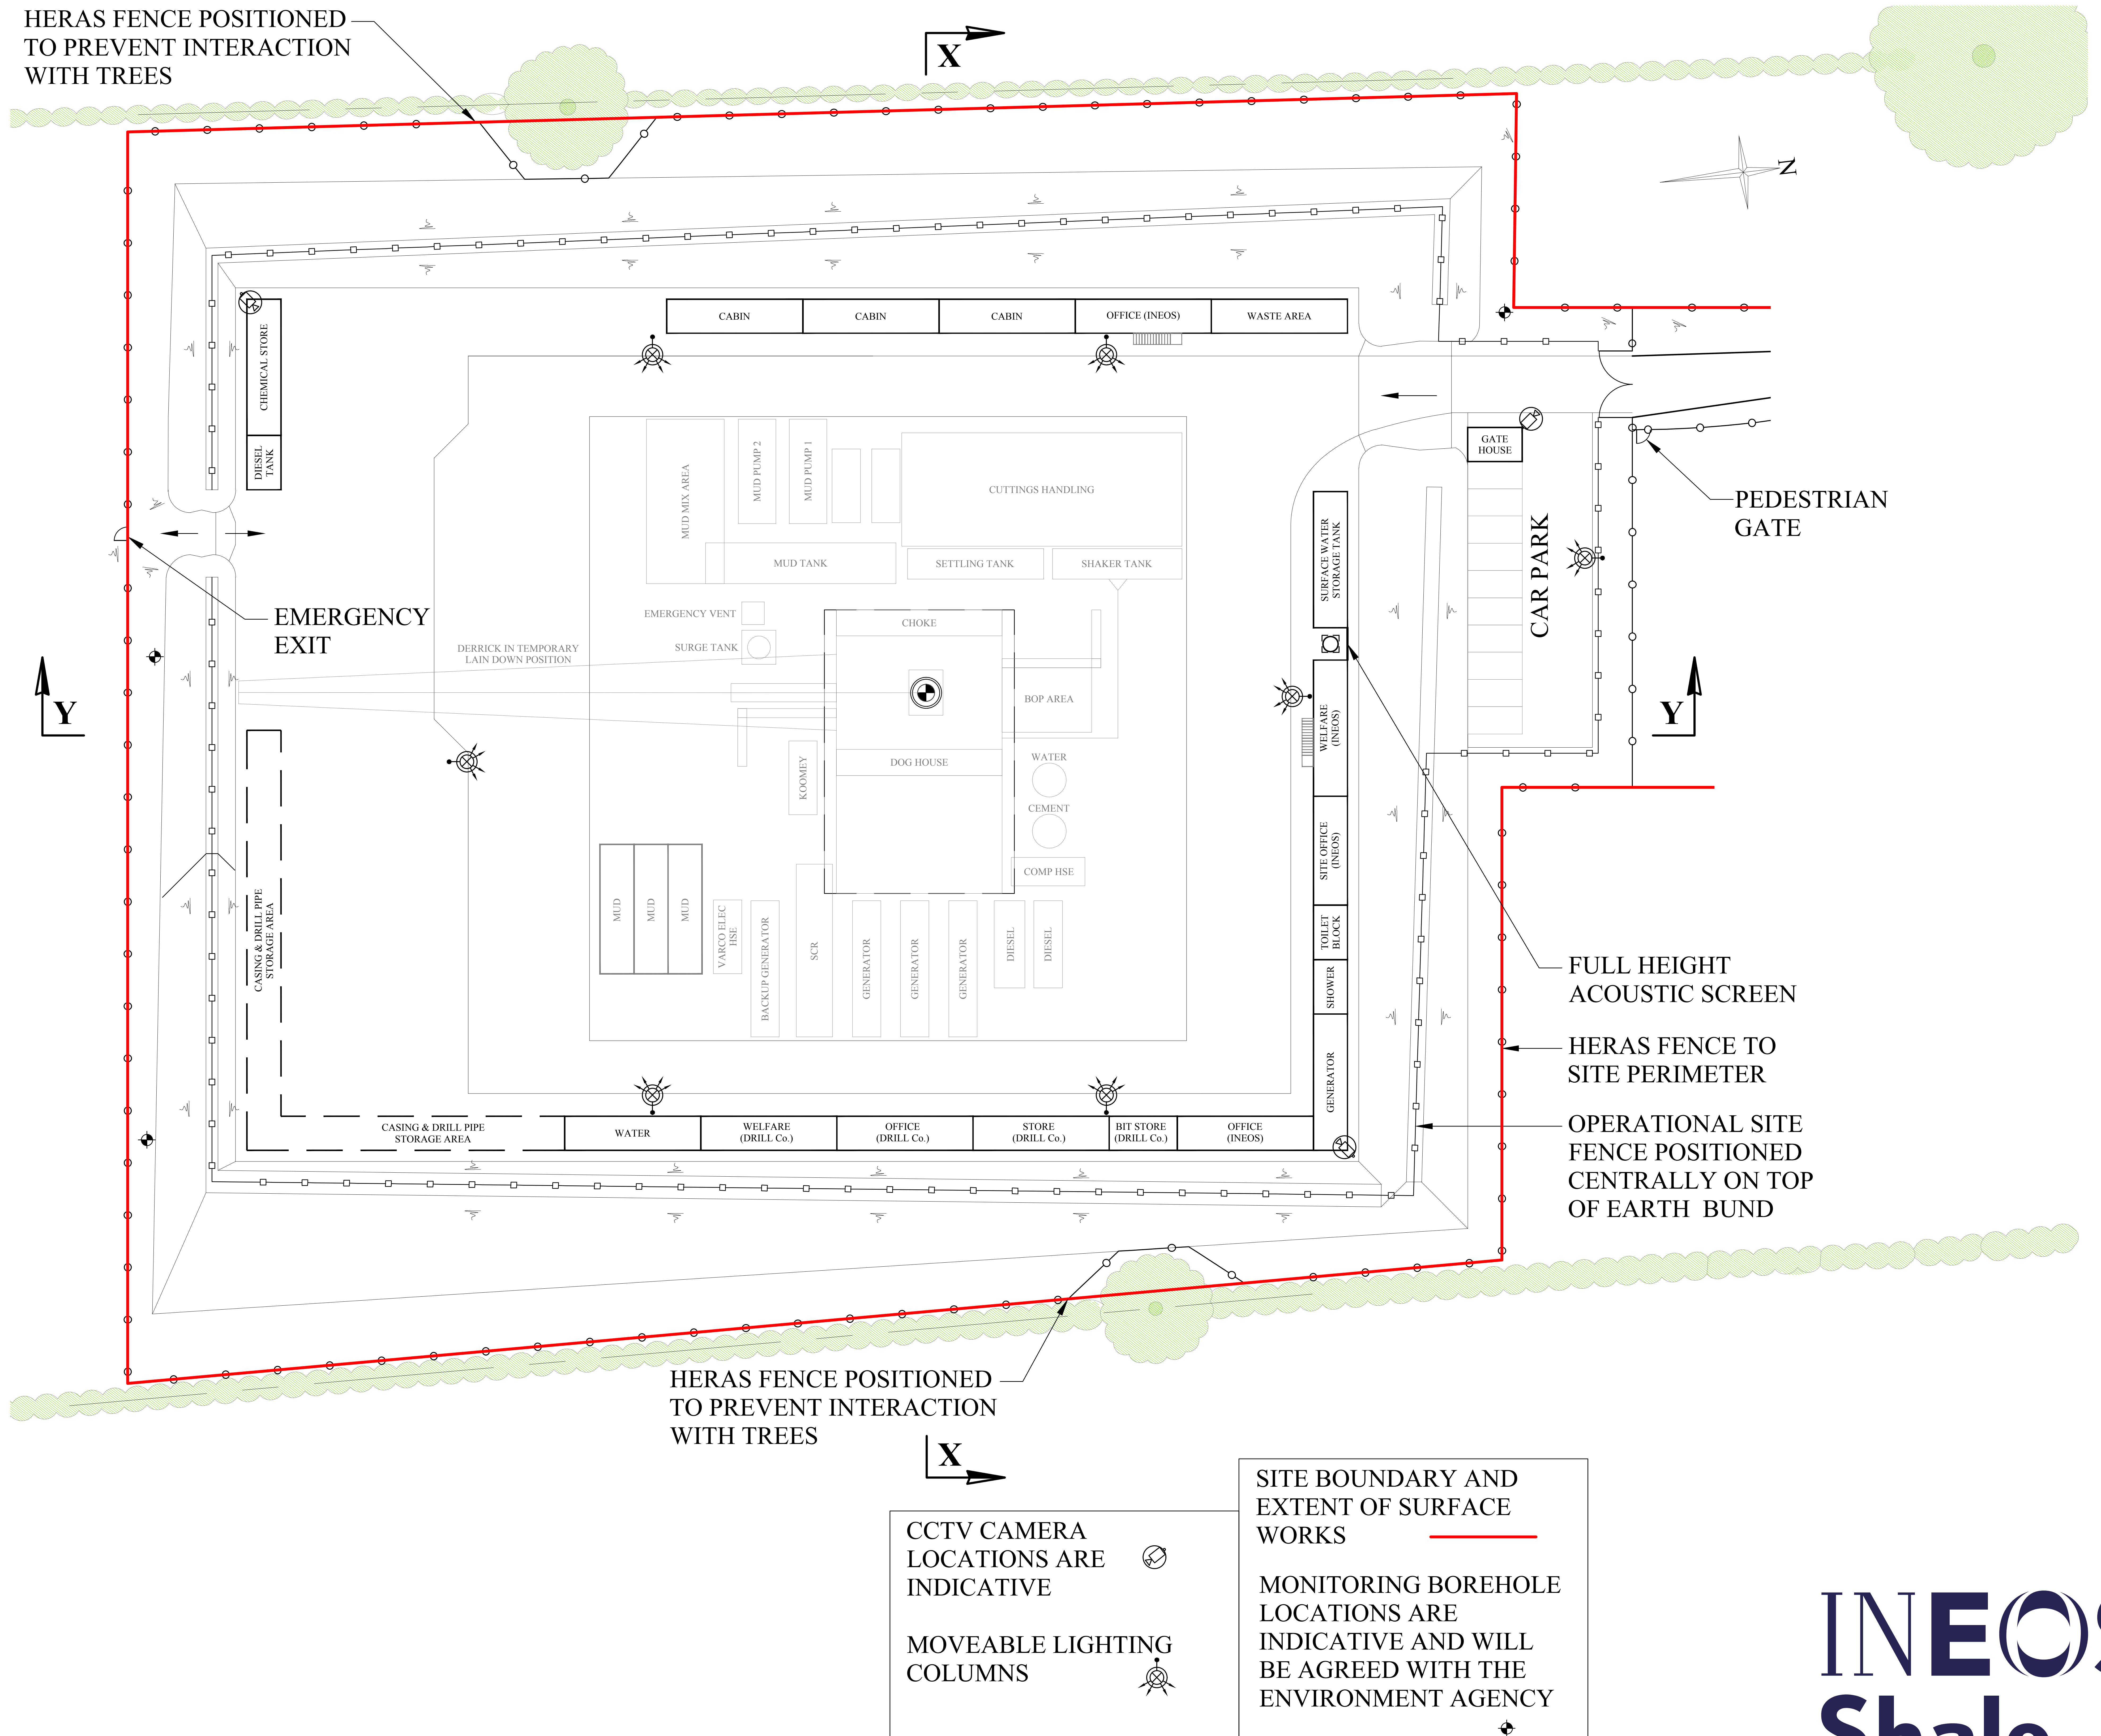 HERAS FENCE POSITIONED
TO PREVENT INTERACTION
WITH TREES
X
N
CABIN
CABIN
CABIN
OFFICE (INEOS)
WASTE AREA
CHEMICAL STORE
DIESEL
TANK
GATE
HOUSE
PEDESTRIAN
GATE
CAR PARK
MUD MIX AREA
MUD PUMP 2
MUD PUMP 1
CUTTINGS HANDLING
MUD TANK
SETTLING TANK
SHAKER TANK
SURFACE WATER
STORAGE TANK
EMERGENCY
EXIT
EMERGENCY VENT
SURGE TANK
CHOKE
DERRICK IN TEMPORARY
LAIN DOWN POSITION
BOP AREA
WELFARE
(INEOS)
Y
Y
KOOMEY
DOG HOUSE
WATER
CEMENT
COMP HSE
SITE OFFICE
(INEOS)
TOILET
BLOCK
SHOWER
GENERATOR
MUD
MUD
MUD
VARCO ELEC
HSE
BACKUP GENERATOR
SCR
GENERATOR
GENERATOR
GENERATOR
DIESEL
DIESEL
CASING & DRILL PIPE
STORAGE AREA
CASING & DRILL PIPE
STORAGE AREA
WATER
WELFARE
(DRILL Co.)
OFFICE
(DRILL Co.)
STORE
(DRILL Co.)
BIT STORE
(DRILL Co.)
OFFICE
(INEOS)
FULL HEIGHT
ACOUSTIC SCREEN
HERAS FENCE TO
SITE PERIMETER
OPERATIONAL SITE
FENCE POSITIONED
CENTRALLY ON TOP
OF EARTH BUND
HERAS FENCE POSITIONED
TO PREVENT INTERACTION
WITH TREES
X
CCTV CAMERA
LOCATIONS ARE
INDICATIVE
MOVEABLE LIGHTING
COLUMNS
SITE BOUNDARY AND
EXTENT OF SURFACE
WORKS
MONITORING BOREHOLE
LOCATIONS ARE
INDICATIVE AND WILL
BE AGREED WITH THE
ENVIRONMENT AGENCY
INEOS
Shale